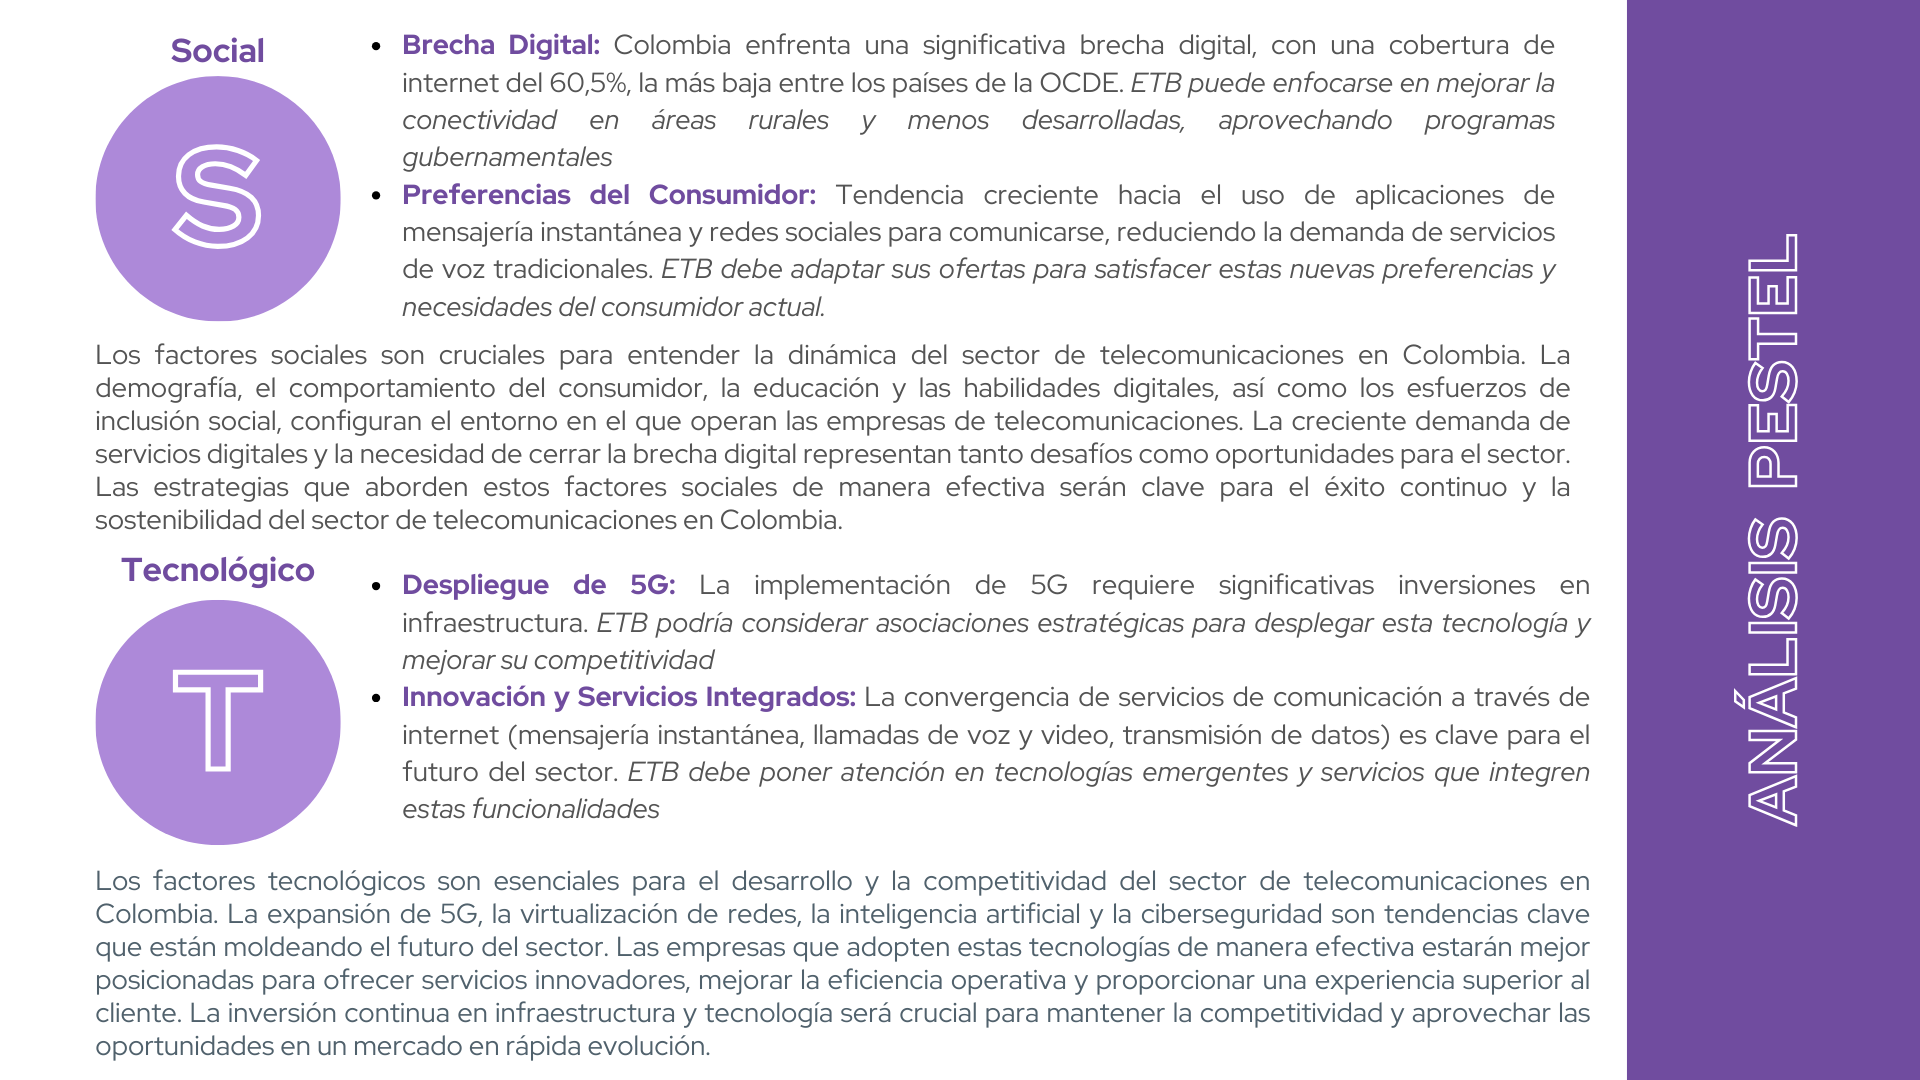 Social
S
• Brecha Digital: Colombia enfrenta una significativa brecha digital, con una cobertura de
internet del 60,5%, la más baja entre los países de la OCDE. ETB puede enfocarse en mejorar la
conectividad en áreas rurales y menos desarrolladas, aprovechando programas
gubernamentales
• Preferencias del Consumidor: Tendencia creciente hacia el uso de aplicaciones de
mensajería instantánea y redes sociales para comunicarse, reduciendo la demanda de servicios
de voz tradicionales. ETB debe adaptar sus ofertas para satisfacer estas nuevas preferencias y
necesidades del consumidor actual.
Los factores sociales son cruciales para entender la dinámica del sector de telecomunicaciones en Colombia. La
demografía, el comportamiento del consumidor, la educación y las habilidades digitales, así como los esfuerzos de
inclusión social, configuran el entorno en el que operan las empresas de telecomunicaciones. La creciente demanda de
servicios digitales y la necesidad de cerrar la brecha digital representan tanto desafíos como oportunidades para el sector.
Las estrategias que aborden estos factores sociales de manera efectiva serán clave para el éxito continuo y la
sostenibilidad del sector de telecomunicaciones en Colombia.
Tecnológico
T
• Despliegue de 5G: La implementación de 5G requiere significativas inversiones en
infraestructura. ETB podría considerar asociaciones estratégicas para desplegar esta tecnología y
mejorar su competitividad
• Innovación y Servicios Integrados: La convergencia de servicios de comunicación a través de
internet (mensajería instantánea, llamadas de voz y video, transmisión de datos) es clave para el
futuro del sector. ETB debe poner atención en tecnologías emergentes y servicios que integren
estas funcionalidades
Los factores tecnológicos son esenciales para el desarrollo y la competitividad del sector de telecomunicaciones en
Colombia. La expansión de 5G, la virtualización de redes, la inteligencia artificial y la ciberseguridad son tendencias clave
que están moldeando el futuro del sector. Las empresas que adopten estas tecnologías de manera efectiva estarán mejor
posicionadas para ofrecer servicios innovadores, mejorar la eficiencia operativa y proporcionar una experiencia superior al
cliente. La inversión continua en infraestructura y tecnología será crucial para mantener la competitividad y aprovechar las
oportunidades en un mercado en rápida evolución.
ANÁLISIS PESTEL